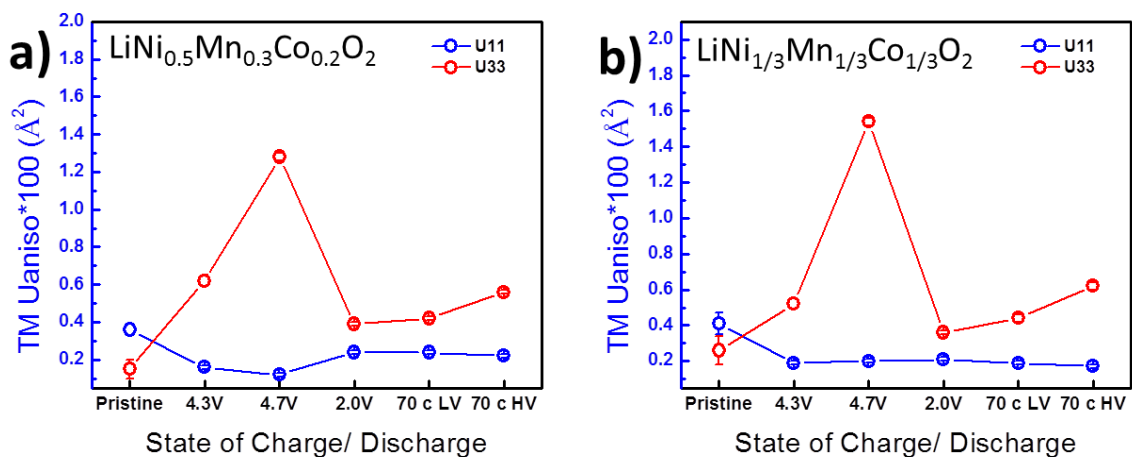 a)
LiNi0.5Mn0.3Co0.2O2
U11
U33
TM Uaniso*100 (Å2)
2.0
1.8
1.6
1.4
1.2
1.0
0.8
0.6
0.4
0.2
Pristine 4.3V 4.7V 2.0V 70 c LV 70 c HV
State of Charge/ Discharge
b)
LiNi1/3Mn1/3Co1/3O2
U11
U33
TM Uaniso*100 (Å2)
2.0
1.8
1.6
1.4
1.2
1.0
0.8
0.6
0.4
0.2
Pristine 4.3V 4.7V 2.0V 70 c LV 70 c HV
State of Charge/ Discharge